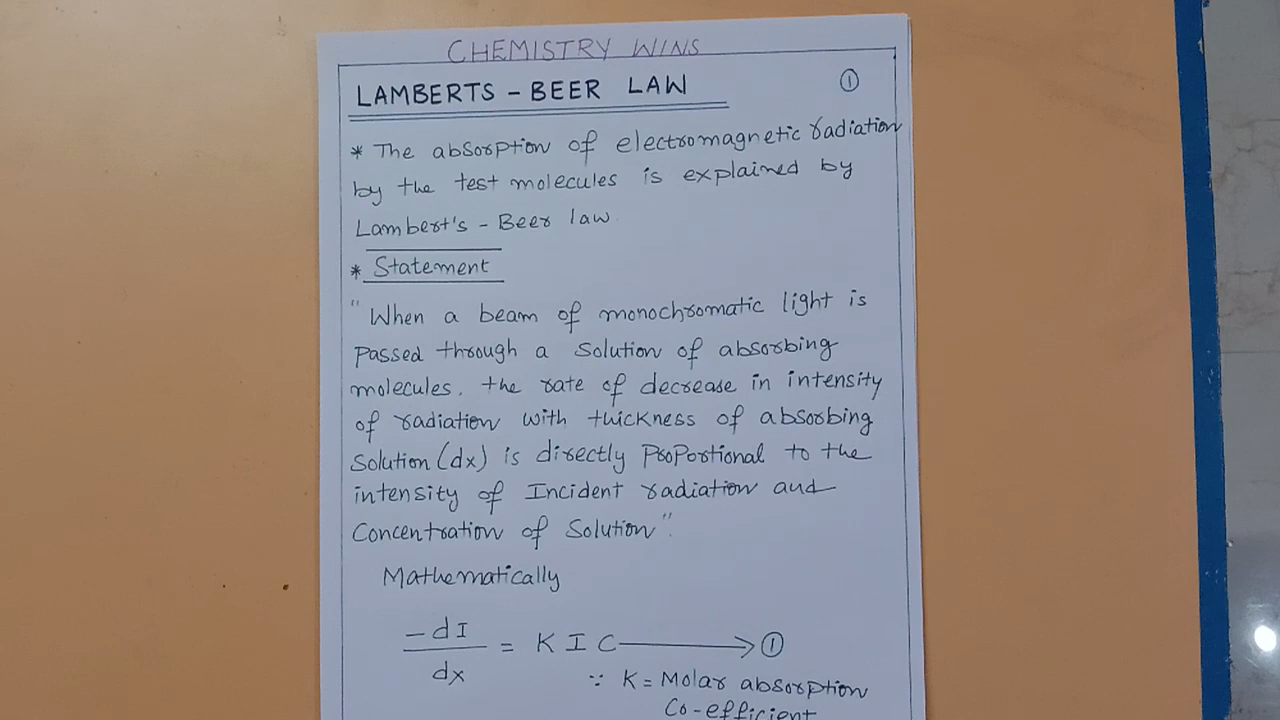 CHEMISTRY WINS
LAMBERTS - BEER LAW ①
* The absorption of electromagnetic radiation
by the test molecules is explained by
Lambert's - Beer law
* Statement
"When a beam of monochromatic light is
Passed through a solution of absorbing
molecules, the rate of decrease in intensity
of radiation with thickness of absorbing
Solution (dx) is directly Proportional to the
intensity of Incident radiation and
Concentration of Solution".
Mathematically
-dI/dx = K I C ⟶ ①
∵ K = Molar absorption
Co-efficient